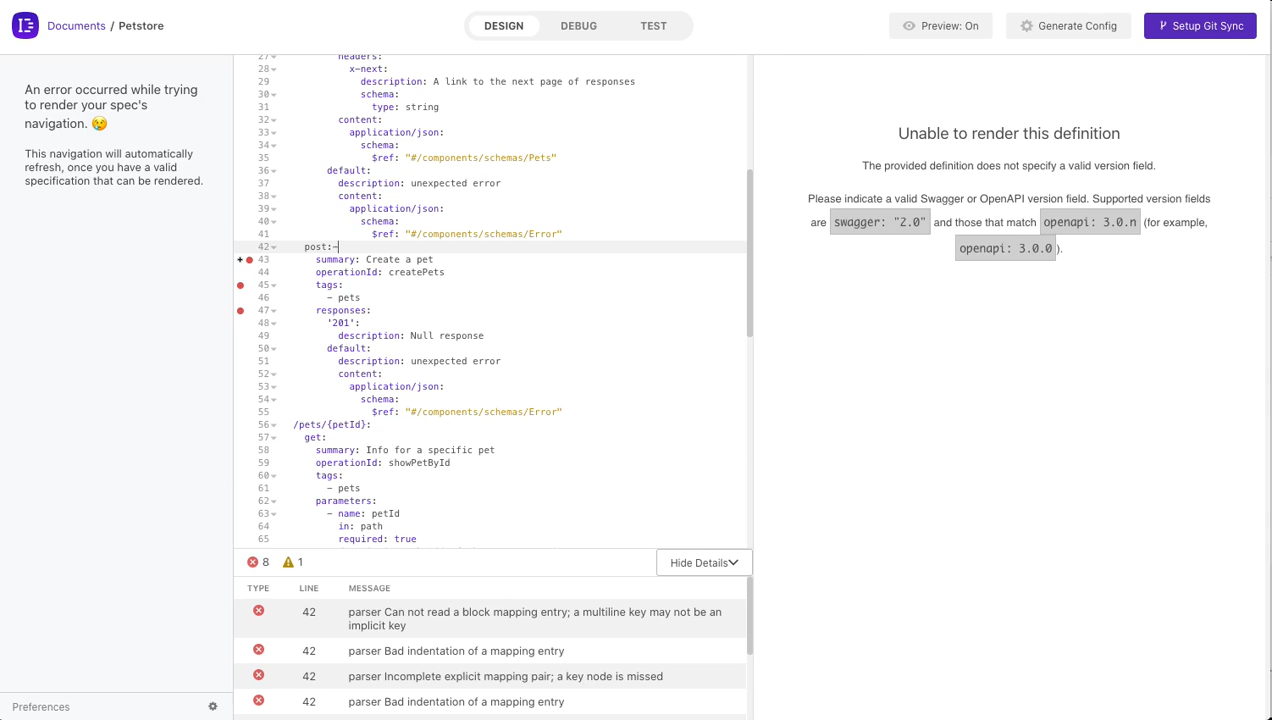 Documents / Petstore
DESIGN
DEBUG
TEST
Preview: On
Generate Config
Setup Git Sync
An error occurred while trying
to render your spec's
navigation. 😢
This navigation will automatically
refresh, once you have a valid
specification that can be rendered.
27 headers:
28 x-next:
29 description: A link to the next page of responses
30 schema:
31 type: string
32 content:
33 application/json:
34 schema:
35 $ref: "#/components/schemas/Pets"
36 default:
37 description: unexpected error
38 content:
39 application/json:
40 schema:
41 $ref: "#/components/schemas/Error"
42 post:-
43 summary: Create a pet
44 operationId: createPets
45 tags:
46 - pets
47 responses:
48 '201':
49 description: Null response
50 default:
51 description: unexpected error
52 content:
53 application/json:
54 schema:
55 $ref: "#/components/schemas/Error"
56 /pets/{petId}:
57 get:
58 summary: Info for a specific pet
59 operationId: showPetById
60 tags:
61 - pets
62 parameters:
63 - name: petId
64 in: path
65 required: true
8
1
Hide Details
TYPE LINE MESSAGE
42 parser Can not read a block mapping entry; a multiline key may not be an
implicit key
42 parser Bad indentation of a mapping entry
42 parser Incomplete explicit mapping pair; a key node is missed
42 parser Bad indentation of a mapping entry
Unable to render this definition
The provided definition does not specify a valid version field.
Please indicate a valid Swagger or OpenAPI version field. Supported version fields
are swagger: "2.0" and those that match openapi: 3.0.n (for example,
openapi: 3.0.0 ).
Preferences